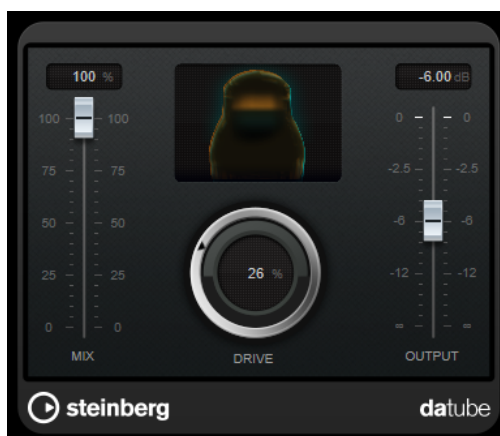 100 %
-6.00 dB
100 100
75 75
50 50
25 25
0 0
MIX
26 %
DRIVE
0 0
-2.5 -2.5
-6 -6
-12 -12
∞ ∞
OUTPUT
steinberg
datube